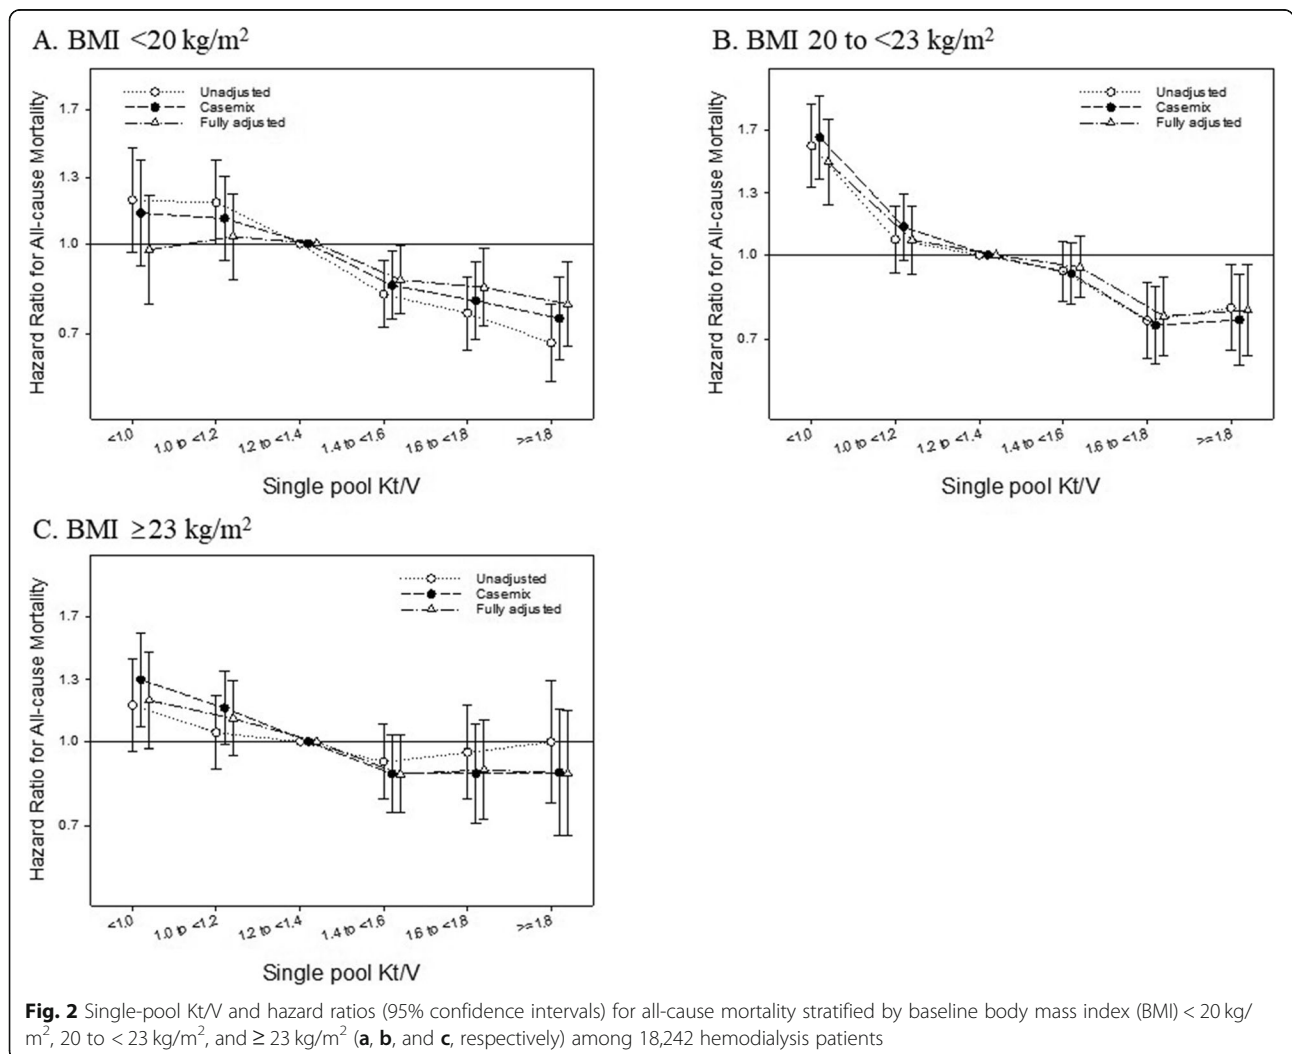 A. BMI <20 kg/m²
Hazard Ratio for All-cause Mortality
1.7
1.3
1.0
0.7
Unadjusted
Casemix
Fully adjusted
<1.0
1.0 to <1.2
1.2 to <1.4
1.4 to <1.6
1.6 to <1.8
>=1.8
Single pool Kt/V
B. BMI 20 to <23 kg/m²
Hazard Ratio for All-cause Mortality
1.7
1.3
1.0
0.7
Unadjusted
Casemix
Fully adjusted
<1.0
1.0 to <1.2
1.2 to <1.4
1.4 to <1.6
1.6 to <1.8
>=1.8
Single pool Kt/V
C. BMI ≥23 kg/m²
Hazard Ratio for All-cause Mortality
1.7
1.3
1.0
0.7
Unadjusted
Casemix
Fully adjusted
<1.0
1.0 to <1.2
1.2 to <1.4
1.4 to <1.6
1.6 to <1.8
>=1.8
Single pool Kt/V
Fig. 2 Single-pool Kt/V and hazard ratios (95% confidence intervals) for all-cause mortality stratified by baseline body mass index (BMI) < 20 kg/
m², 20 to < 23 kg/m², and ≥ 23 kg/m² (a, b, and c, respectively) among 18,242 hemodialysis patients